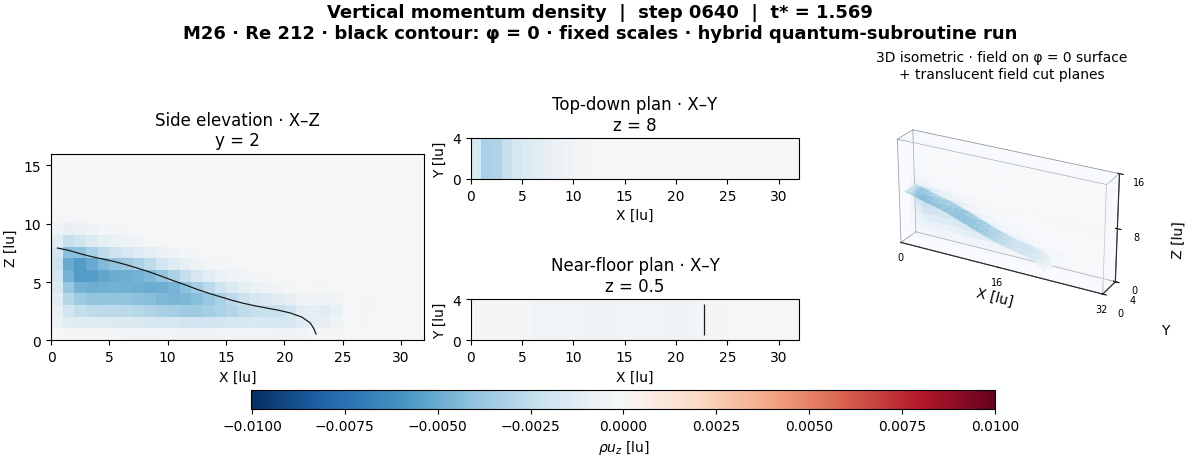 Vertical momentum density | step 0640 | t* = 1.569
M26 · Re 212 · black contour: φ = 0 · fixed scales · hybrid quantum-subroutine run
Side elevation · X–Z
y = 2
15
10
5
0
Z [lu]
0 5 10 15 20 25 30
X [lu]
Top-down plan · X–Y
z = 8
4
0
Y [lu]
0 5 10 15 20 25 30
X [lu]
Near-floor plan · X–Y
z = 0.5
4
0
Y [lu]
0 5 10 15 20 25 30
X [lu]
3D isometric · field on φ = 0 surface
+ translucent field cut planes
16
8
0
Z [lu]
0
16
32
X [lu]
4
0
Y
−0.0100 −0.0075 −0.0050 −0.0025 0.0000 0.0025 0.0050 0.0075 0.0100
ρu_z [lu]